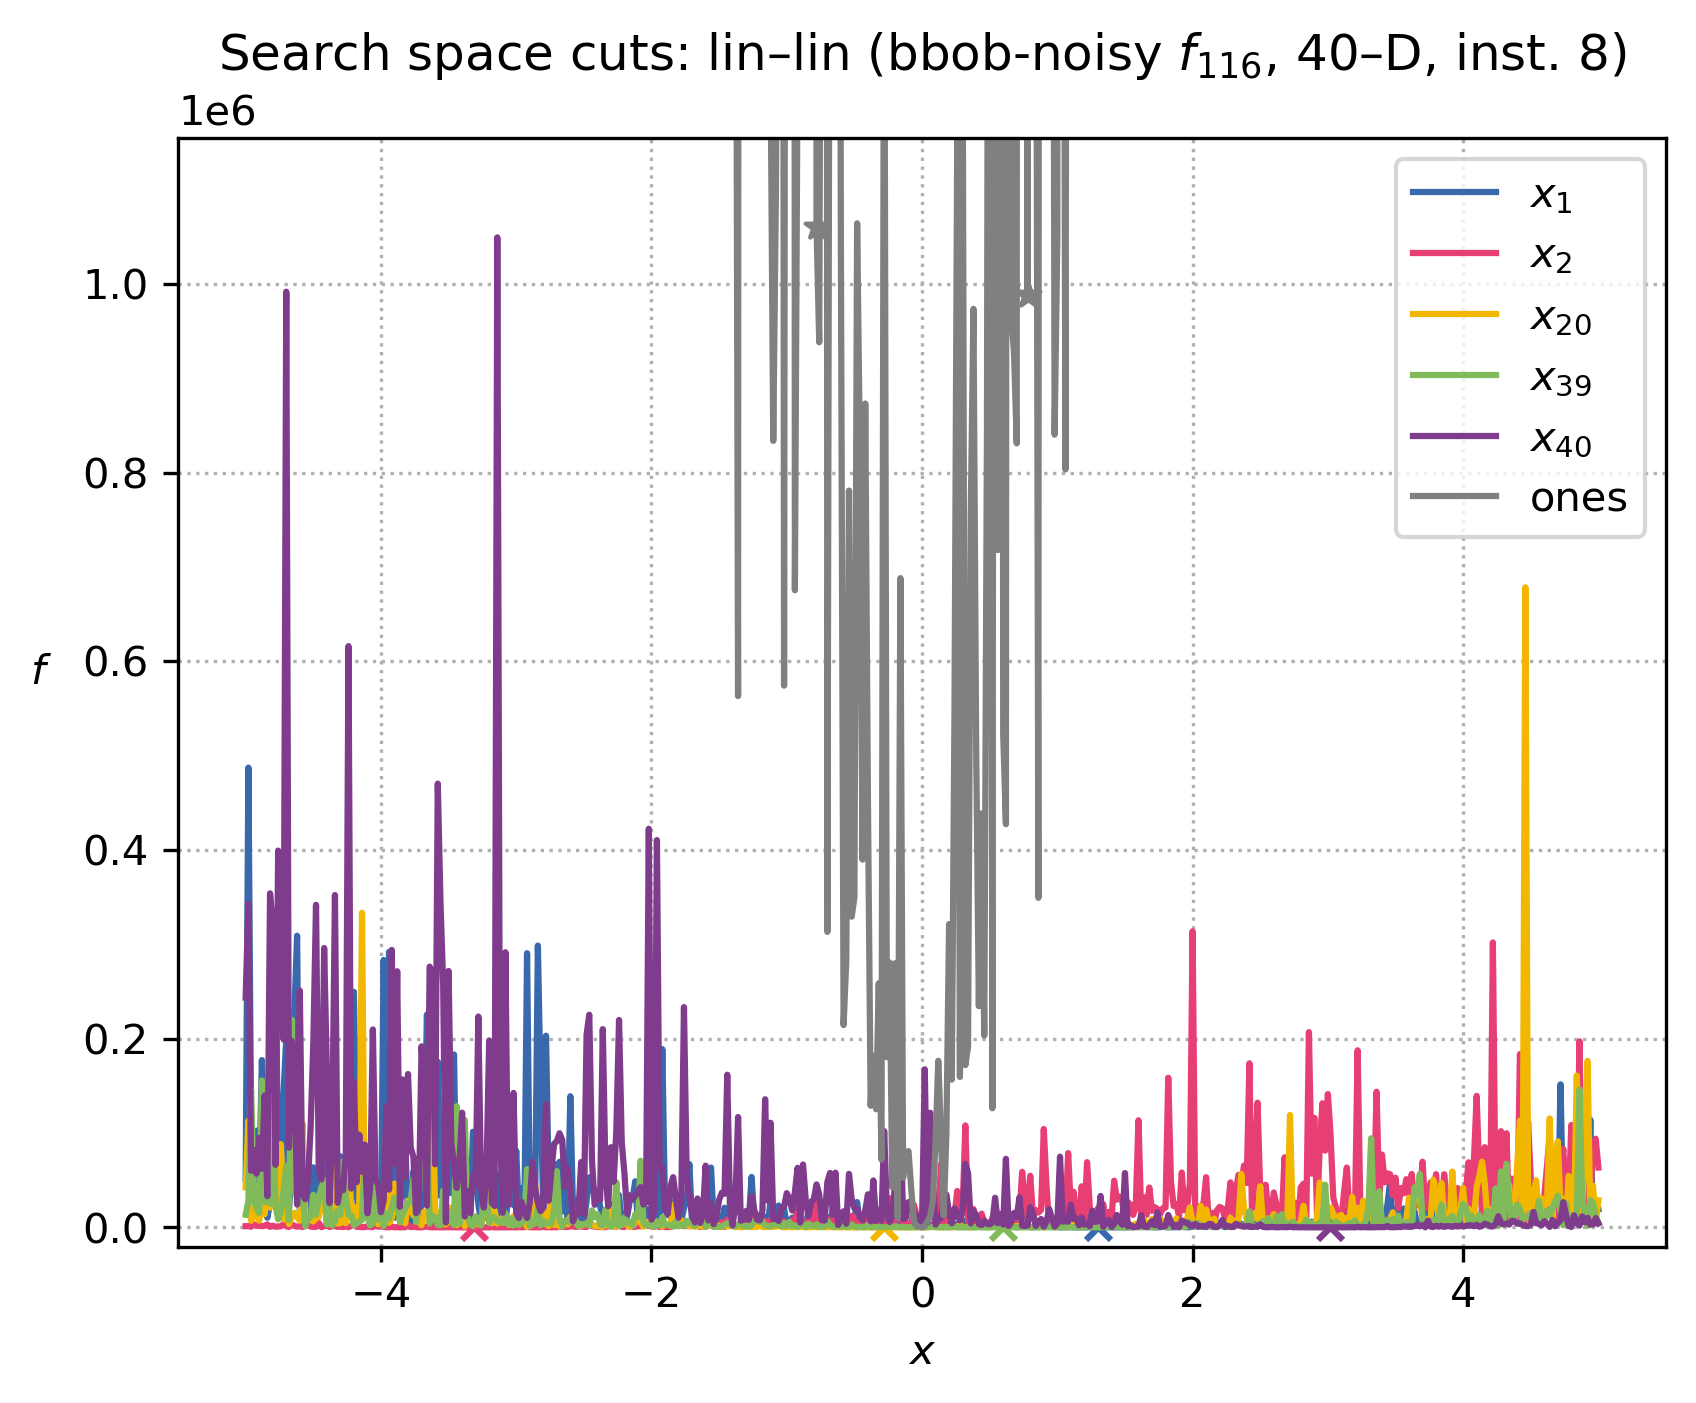 Search space cuts: lin–lin (bbob-noisy f₁₁₆, 40–D, inst. 8)
1e6
1.0
0.8
0.6
0.4
0.2
0.0
f
−4
−2
0
2
4
x
x₁
x₂
x₂₀
x₃₉
x₄₀
ones